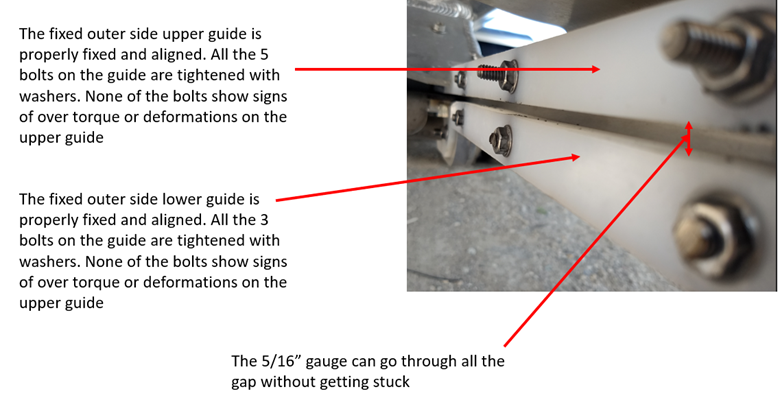 The fixed outer side upper guide is
properly fixed and aligned. All the 5
bolts on the guide are tightened with
washers. None of the bolts show signs
of over torque or deformations on the
upper guide
The fixed outer side lower guide is
properly fixed and aligned. All the 3
bolts on the guide are tightened with
washers. None of the bolts show signs
of over torque or deformations on the
upper guide
The 5/16” gauge can go through all the
gap without getting stuck